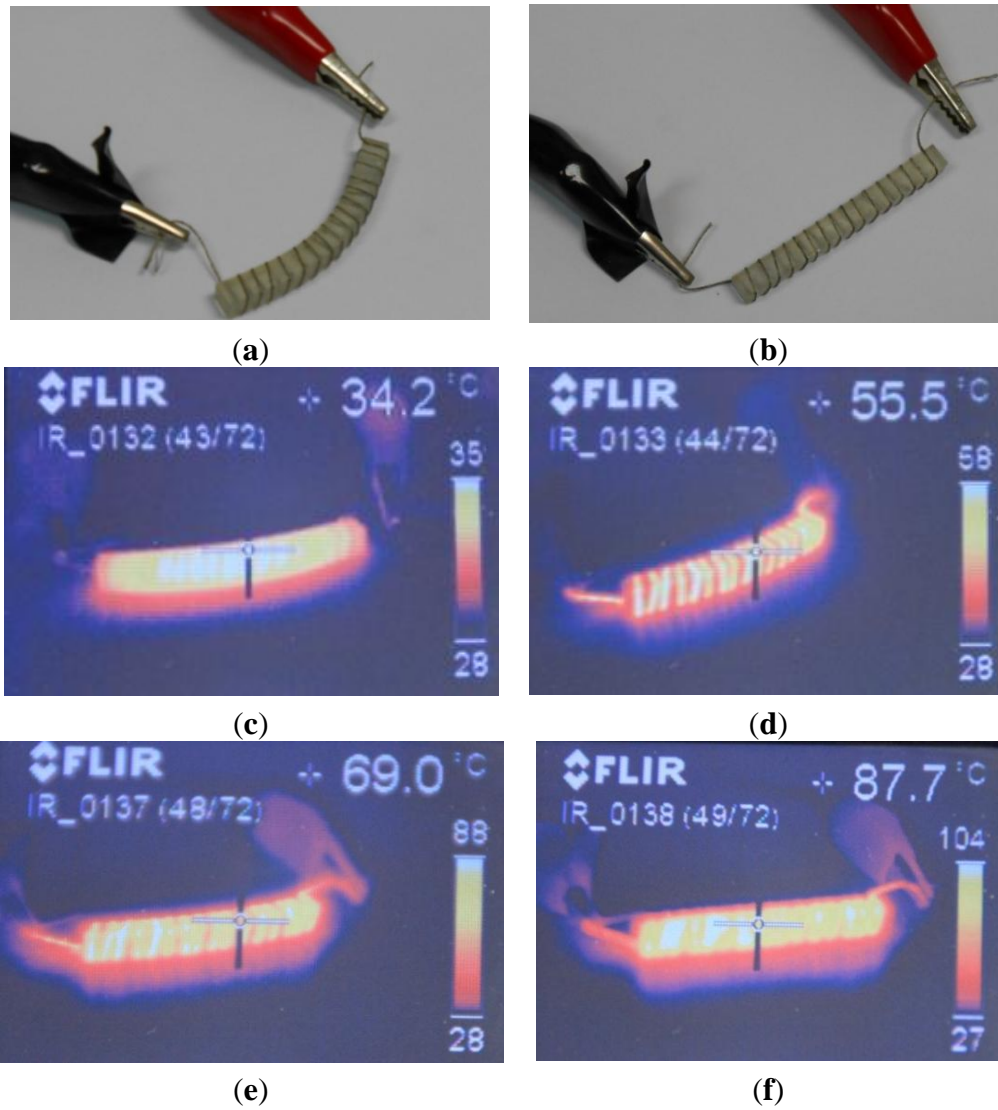 (a)
(b)
FLIR
34.2 °C
IR_0132 (43/72)
35
28
FLIR
55.5 °C
IR_0133 (44/72)
58
28
(c)
(d)
FLIR
69.0 °C
IR_0137 (48/72)
88
28
FLIR
87.7 °C
IR_0138 (49/72)
104
27
(e)
(f)